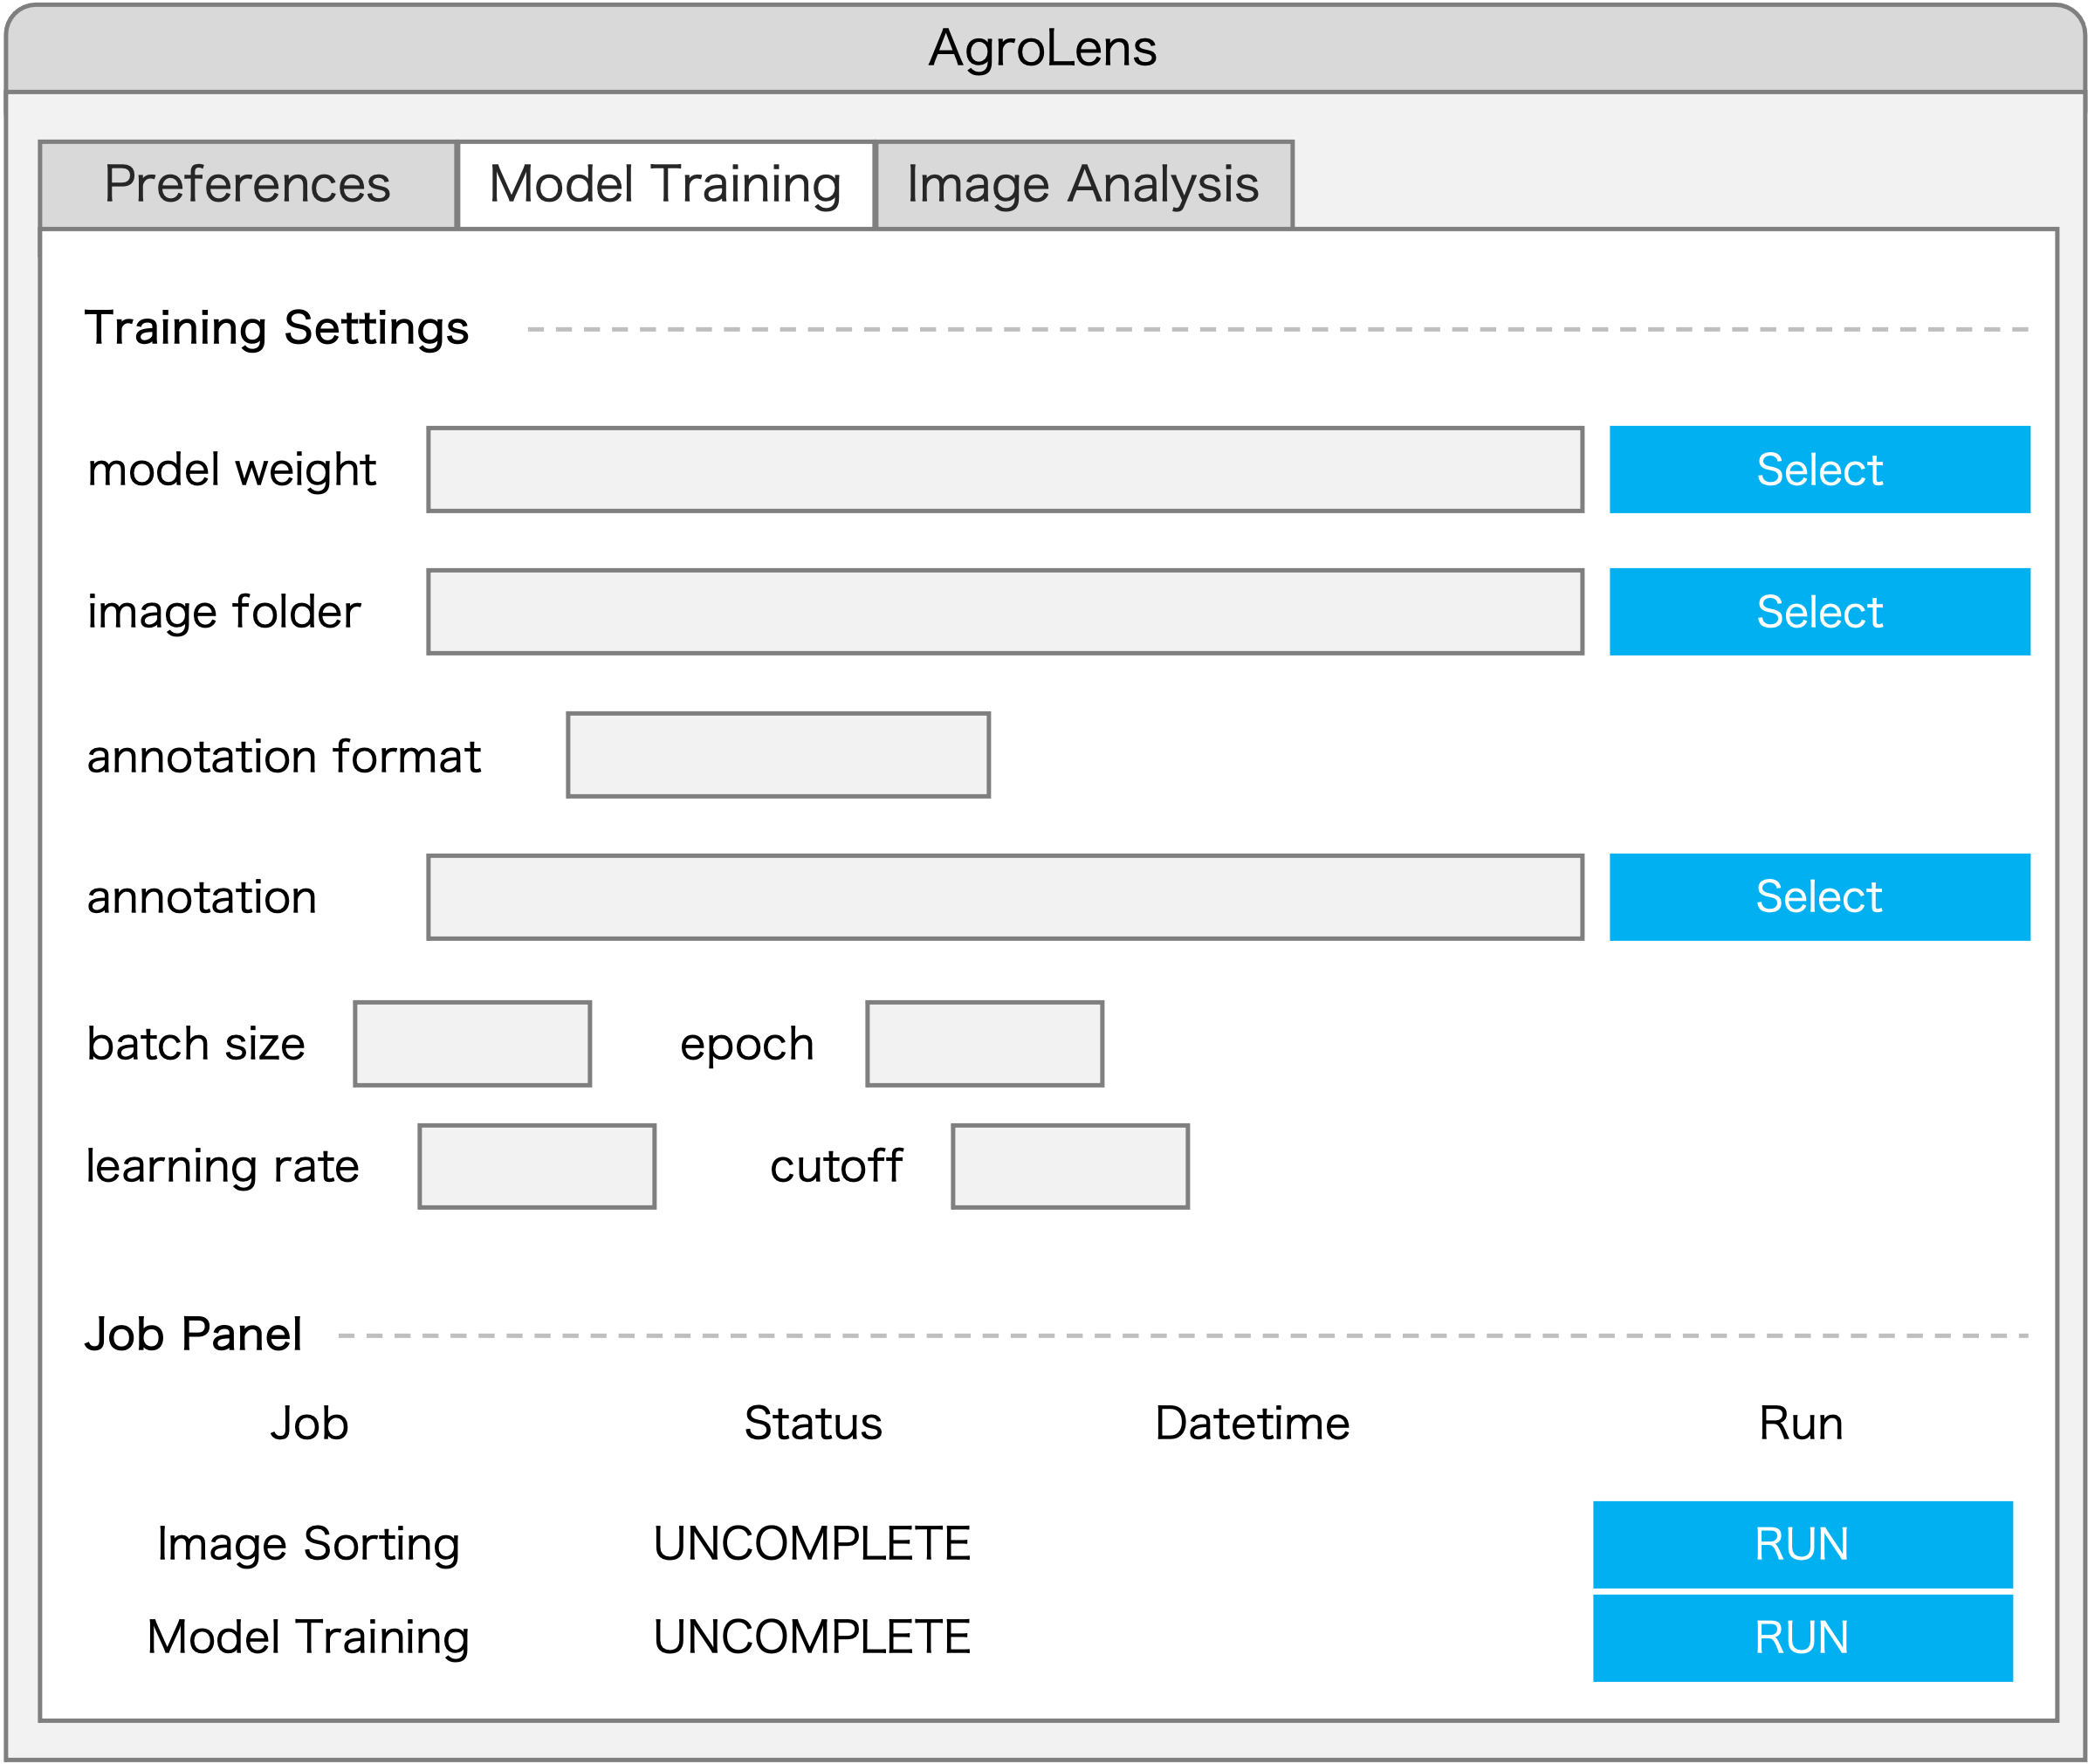 AgroLens
Preferences Model Training Image Analysis
Training Settings
model weight Select
image folder Select
annotation format
annotation Select
batch size epoch
learning rate cutoff
Job Panel
Job Status Datetime Run
Image Sorting UNCOMPLETE RUN
Model Training UNCOMPLETE RUN